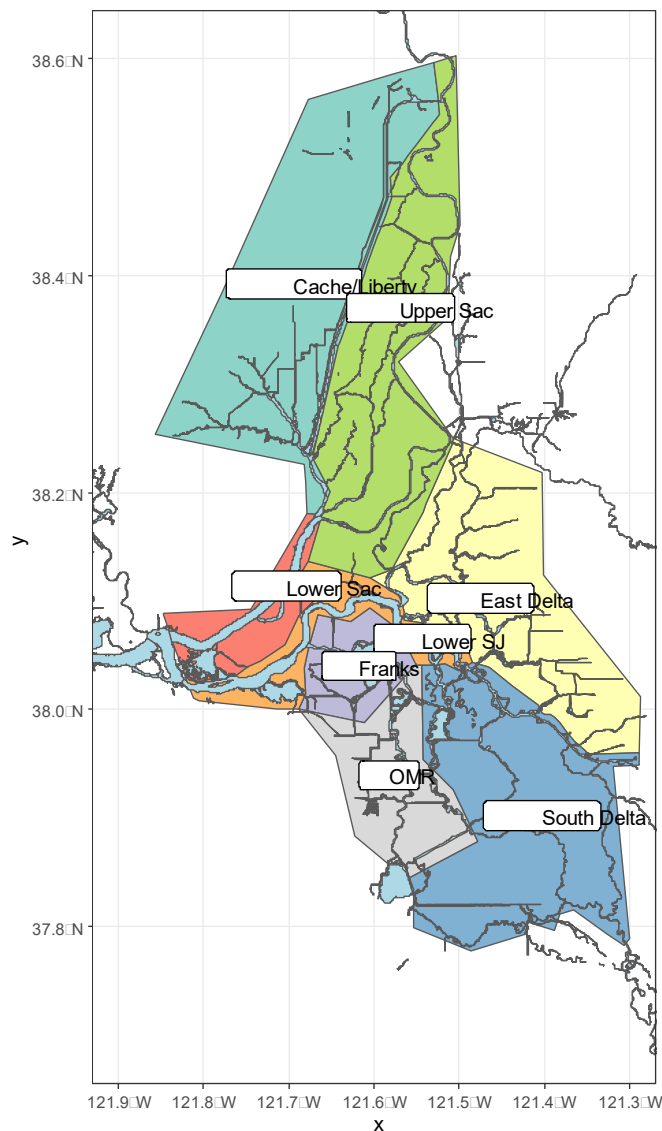 38.6□N
38.4□N
Cache/Liberty
Upper Sac
38.2□N
y
Lower Sac
East Delta
Lower SJ
Franks
38.0□N
OMR
South Delta
37.8□N
121.9□W 121.8□W 121.7□W 121.6□W 121.5□W 121.4□W 121.3□W
x